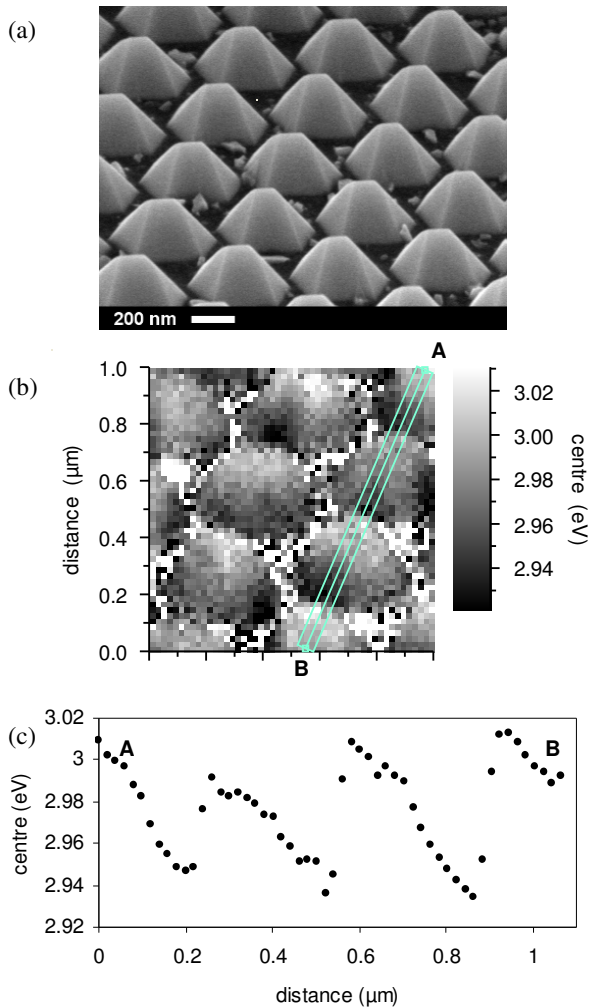 (a)
200 nm
(b)
A
1.0
0.8
0.6
0.4
0.2
0.0
distance (µm)
B
3.02
3.00
2.98
2.96
2.94
centre (eV)
(c)
3.02
3
2.98
2.96
2.94
2.92
centre (eV)
A
B
0
0.2
0.4
0.6
0.8
1
distance (µm)